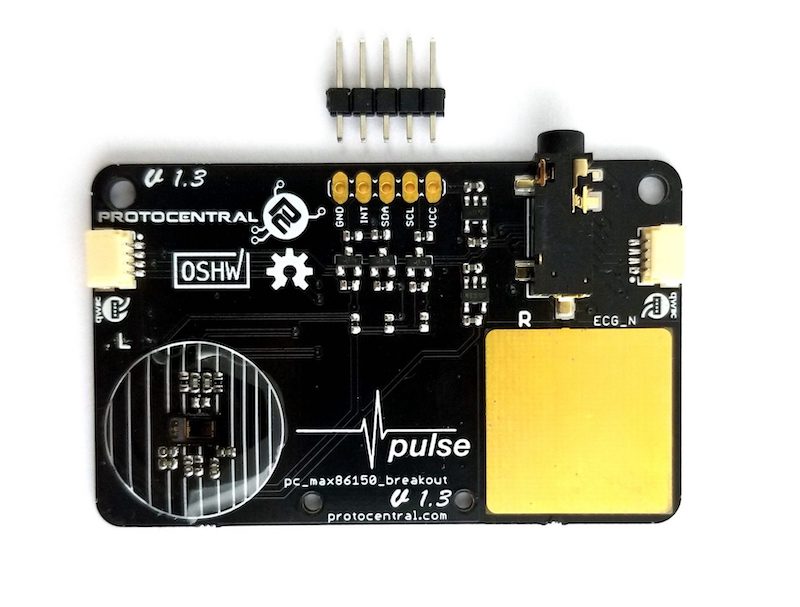 v 1.3
PROTOCENTRAL
GND
INT
SDA
SCL
VCC
OSHW
qwiic
qwiic
L
R
ECG_N
pulse
pc_max86150_breakout
v 1.3
protocentral.com